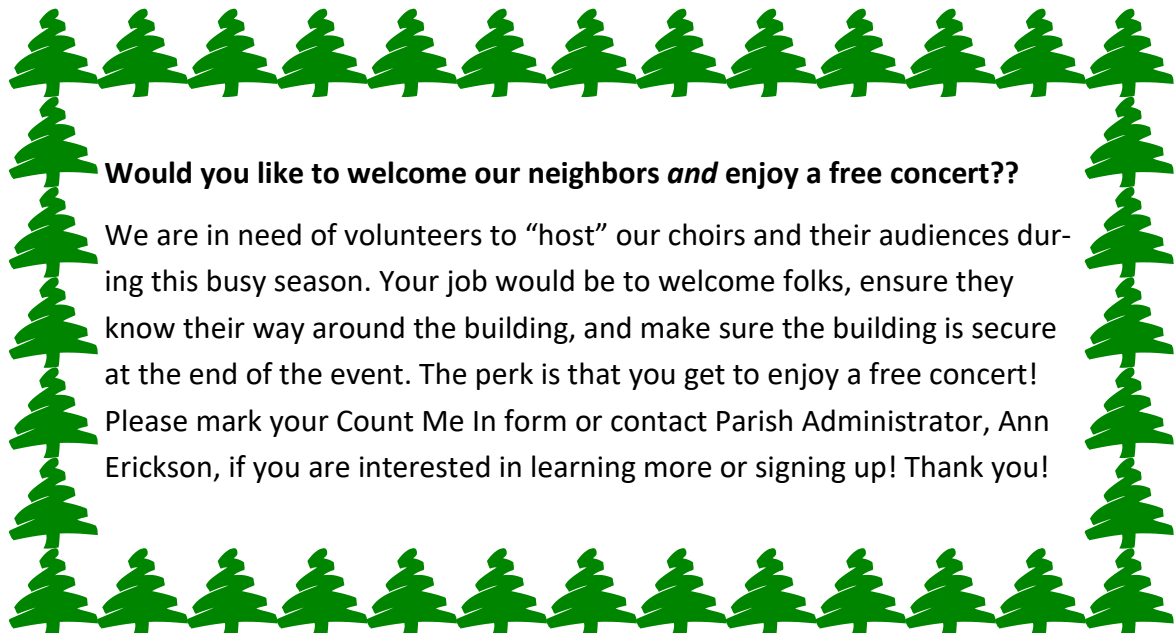 Would you like to welcome our neighbors and enjoy a free concert??
We are in need of volunteers to “host” our choirs and their audiences dur-
ing this busy season. Your job would be to welcome folks, ensure they
know their way around the building, and make sure the building is secure
at the end of the event. The perk is that you get to enjoy a free concert!
Please mark your Count Me In form or contact Parish Administrator, Ann
Erickson, if you are interested in learning more or signing up! Thank you!